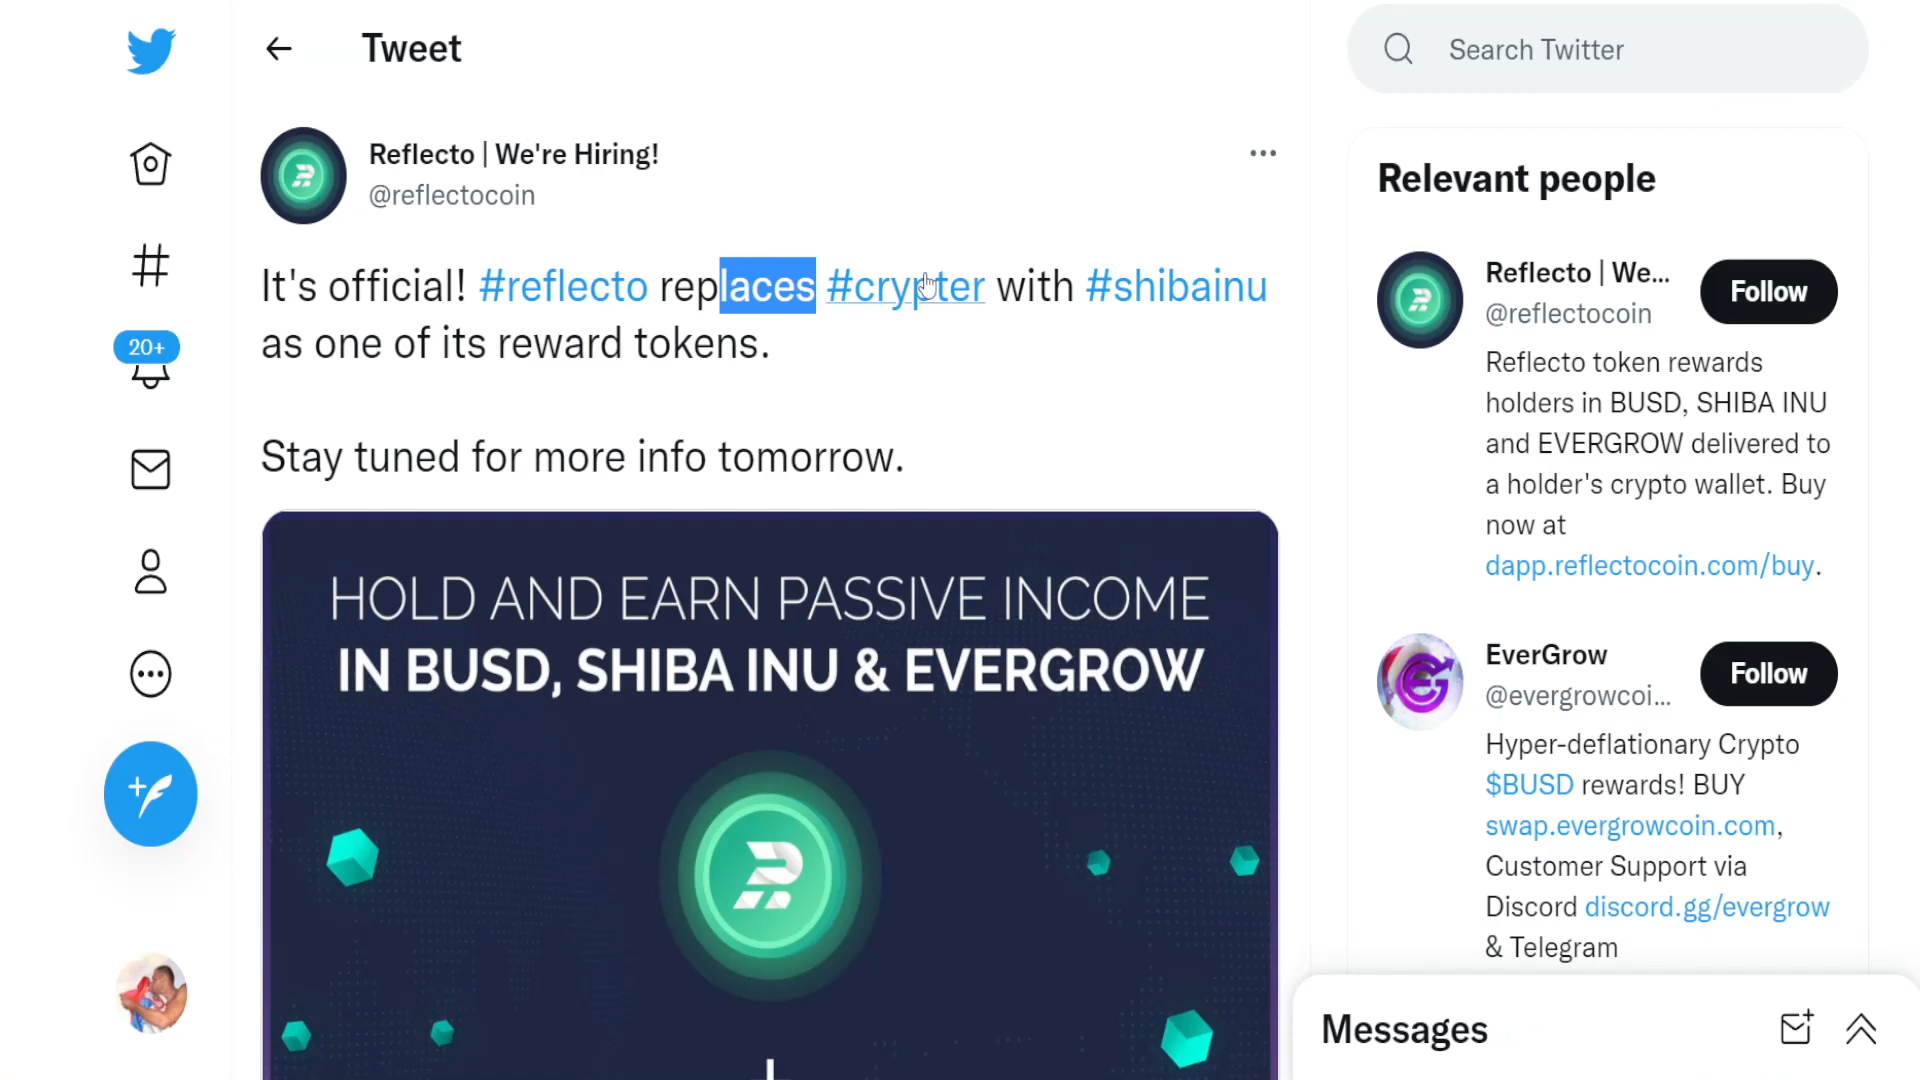 Tweet
Search Twitter
Reflecto | We're Hiring!
@reflectocoin
It's official! #reflecto replaces #crypter with #shibainu
as one of its reward tokens.
Stay tuned for more info tomorrow.
HOLD AND EARN PASSIVE INCOME
IN BUSD, SHIBA INU & EVERGROW
20+
Relevant people
Reflecto | We...
@reflectocoin
Follow
Reflecto token rewards
holders in BUSD, SHIBA INU
and EVERGROW delivered to
a holder's crypto wallet. Buy
now at
dapp.reflectocoin.com/buy.
EverGrow
@evergrowcoi...
Follow
Hyper-deflationary Crypto
$BUSD rewards! BUY
swap.evergrowcoin.com,
Customer Support via
Discord discord.gg/evergrow
& Telegram
Messages